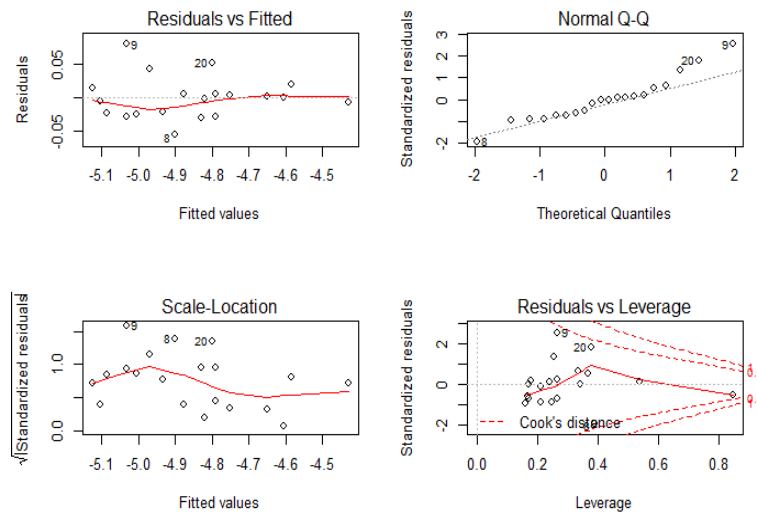 Residuals vs Fitted
Residuals
0.05
-0.05
9
20
8
-5.1 -5.0 -4.9 -4.8 -4.7 -4.6 -4.5
Fitted values
Normal Q-Q
Standardized residuals
3
2
1
0
-2
9
20
8
-2 -1 0 1 2
Theoretical Quantiles
Scale-Location
√|Standardized residuals|
1.0
0.0
9
8
20
-5.1 -5.0 -4.9 -4.8 -4.7 -4.6 -4.5
Fitted values
Residuals vs Leverage
Standardized residuals
2
0
-2
9
20
1
0.
0.
1
Cook's distance
0.0 0.2 0.4 0.6 0.8
Leverage